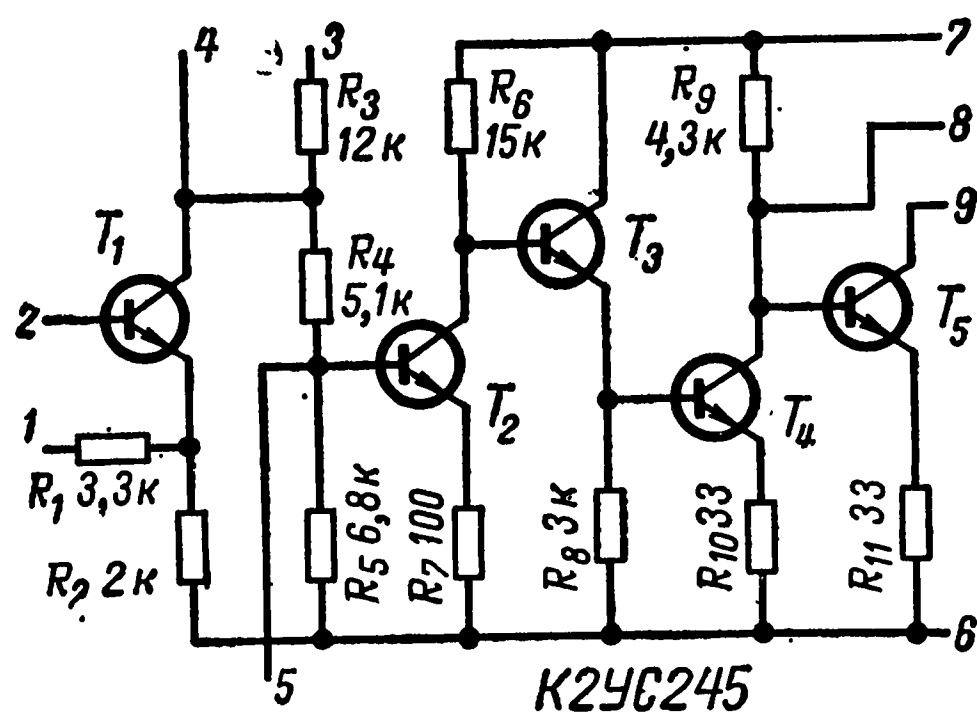 4
3
7
R3
12к
R6
15к
R9
4,3к
8
9
T1
T3
R4
5,1к
2
T5
T2
T4
1
R1 3,3к
R2 2к
R5 6,8к
R7 100
R8 3к
R10 33
R11 33
6
5
К2УС245